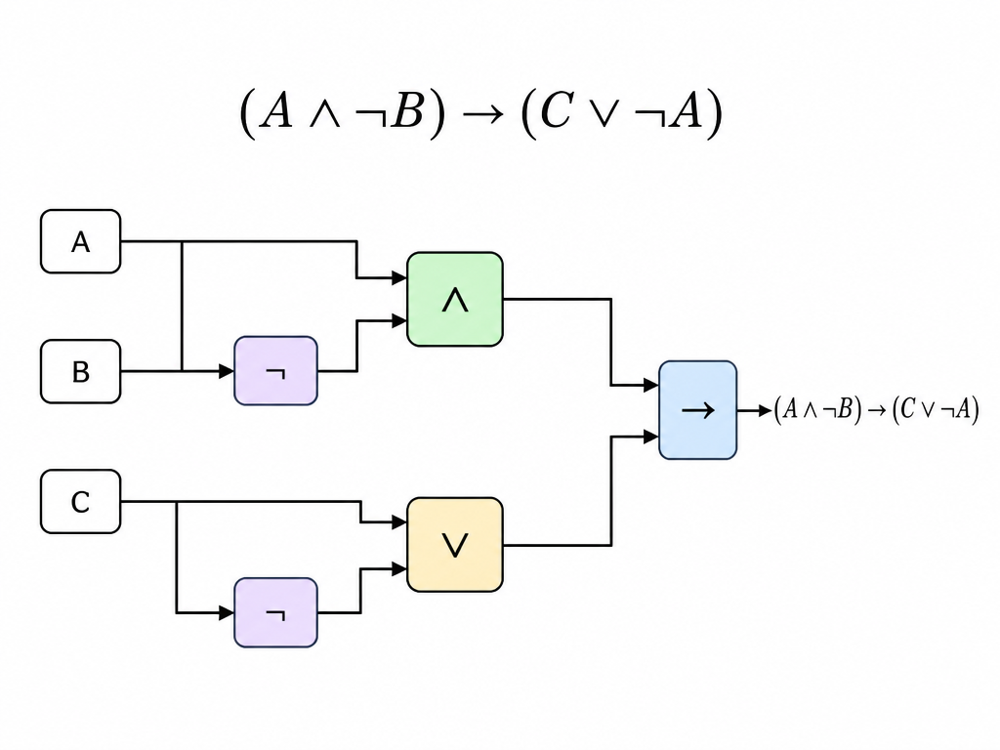 (A ∧ ¬B) → (C ∨ ¬A)
A
∧
B
¬
→
(A ∧ ¬B) → (C ∨ ¬A)
C
∨
¬